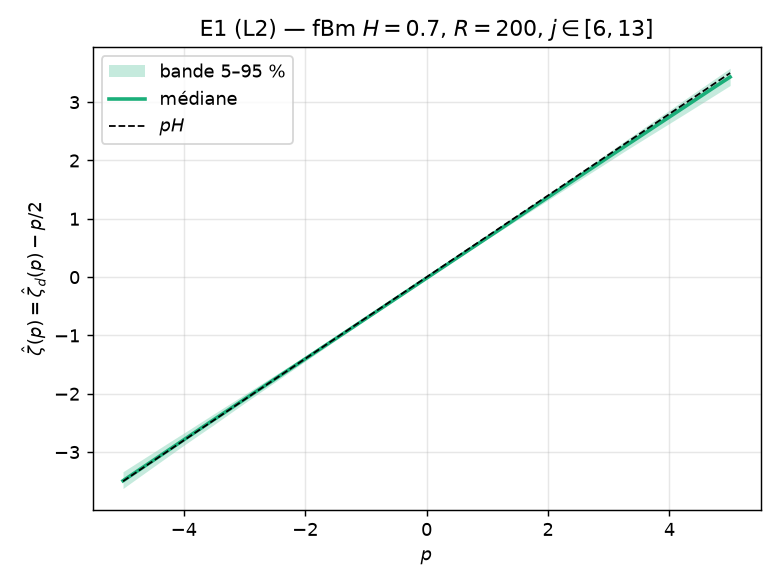 E1 (L2) — fBm H = 0.7, R = 200, j ∈ [6, 13]
bande 5–95 %
médiane
pH
ζ̂(p) = ζ̂_d(p) − p/2
3
2
1
0
−1
−2
−3
−4
−2
0
2
4
p